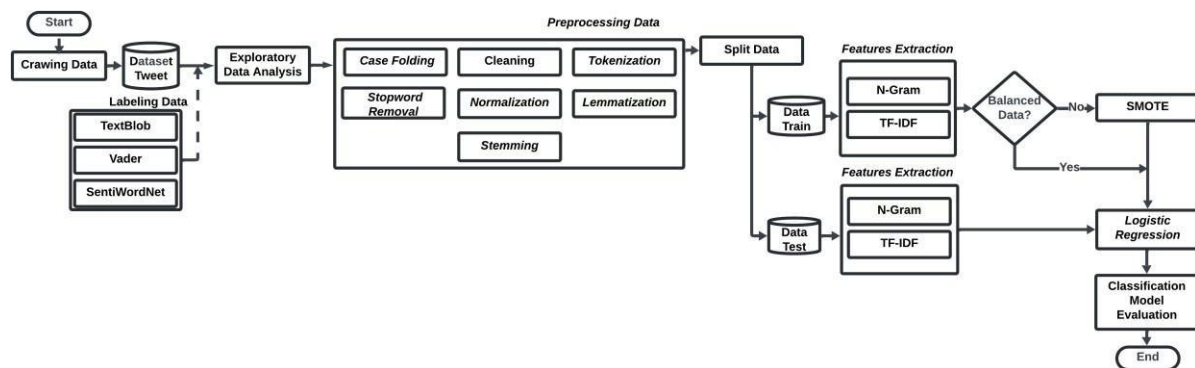 Start
Crawing Data
Dataset
Tweet
Labeling Data
TextBlob
Vader
SentiWordNet
Exploratory
Data Analysis
Preprocessing Data
Case Folding
Cleaning
Tokenization
Stopword
Removal
Normalization
Lemmatization
Stemming
Split Data
Data
Train
Features Extraction
N-Gram
TF-IDF
Balanced
Data?
No
SMOTE
Yes
Data
Test
Features Extraction
N-Gram
TF-IDF
Logistic
Regression
Classification
Model
Evaluation
End